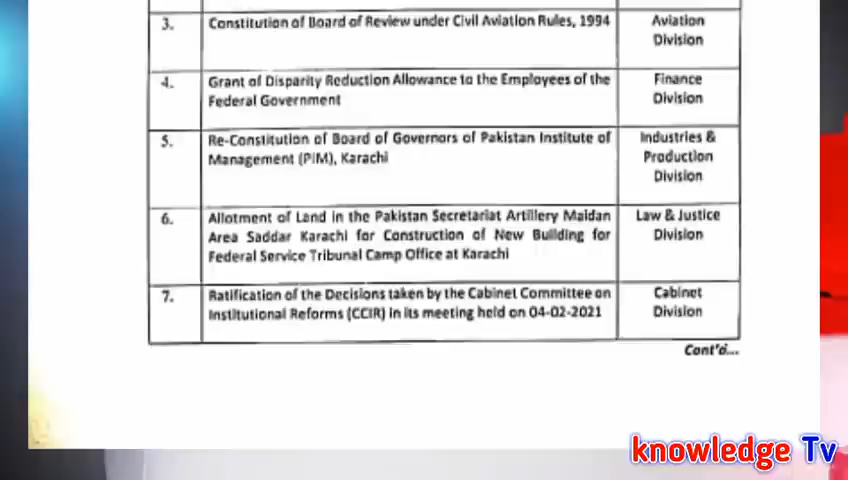 3. Constitution of Board of Review under Civil Aviation Rules, 1994 Aviation
Division
4. Grant of Disparity Reduction Allowance to the Employees of the Finance
Federal Government Division
5. Re-Constitution of Board of Governors of Pakistan Institute of Industries &
Management (PIM), Karachi Production
Division
6. Allotment of Land in the Pakistan Secretariat Artillery Maidan Law & Justice
Area Saddar Karachi for Construction of New Building for Division
Federal Service Tribunal Camp Office at Karachi
7. Ratification of the Decisions taken by the Cabinet Committee on Cabinet
Institutional Reforms (CCIR) in its meeting held on 04-02-2021 Division
Cont'd...
knowledge Tv